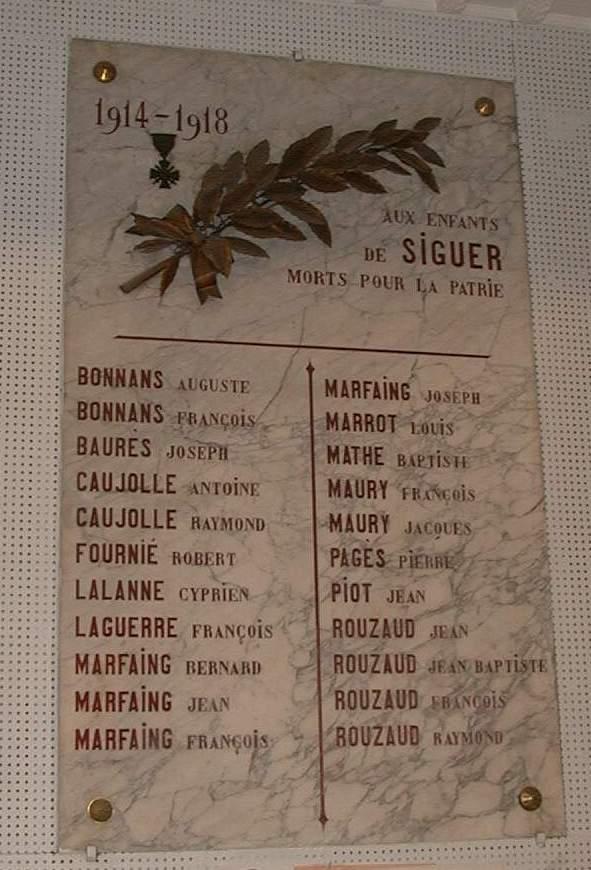 1914-1918
AUX ENFANTS
DE SIGUER
MORTS POUR LA PATRIE
BONNANS AUGUSTE
BONNANS FRANÇOIS
BAURÈS JOSEPH
CAUJOLLE ANTOINE
CAUJOLLE RAYMOND
FOURNIÉ ROBERT
LALANNE CYPRIEN
LAGUERRE FRANÇOIS
MARFAING BERNARD
MARFAING JEAN
MARFAING FRANÇOIS
MARFAING JOSEPH
MARROT LOUIS
MATHE BAPTISTE
MAURY FRANÇOIS
MAURY JACQUES
PAGÈS PIERRE
PIOT JEAN
ROUZAUD JEAN
ROUZAUD JEAN BAPTISTE
ROUZAUD FRANÇOIS
ROUZAUD RAYMOND